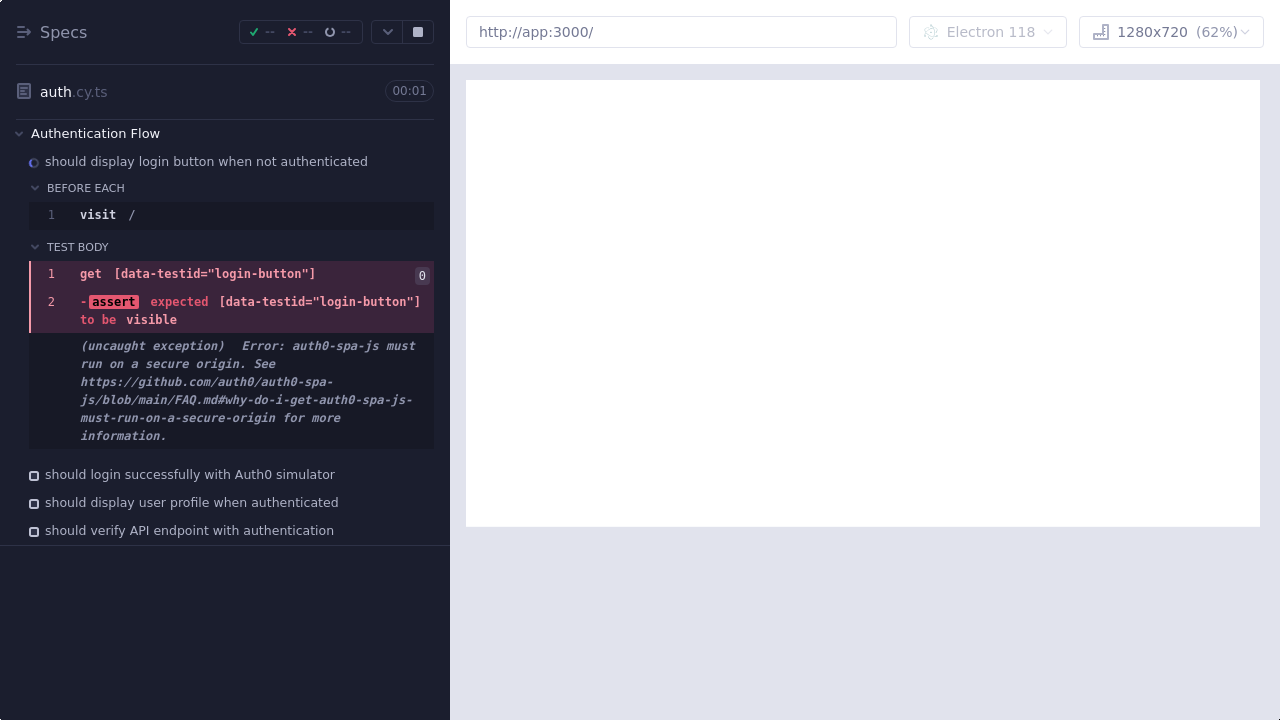 Specs
--
--
--
http://app:3000/
Electron 118
1280x720 (62%)
auth.cy.ts
00:01
Authentication Flow
should display login button when not authenticated
BEFORE EACH
1 visit /
TEST BODY
1 get [data-testid="login-button"] 0
2 -assert expected [data-testid="login-button"]
to be visible
(uncaught exception) Error: auth0-spa-js must
run on a secure origin. See
https://github.com/auth0/auth0-spa-
js/blob/main/FAQ.md#why-do-i-get-auth0-spa-js-
must-run-on-a-secure-origin for more
information.
should login successfully with Auth0 simulator
should display user profile when authenticated
should verify API endpoint with authentication